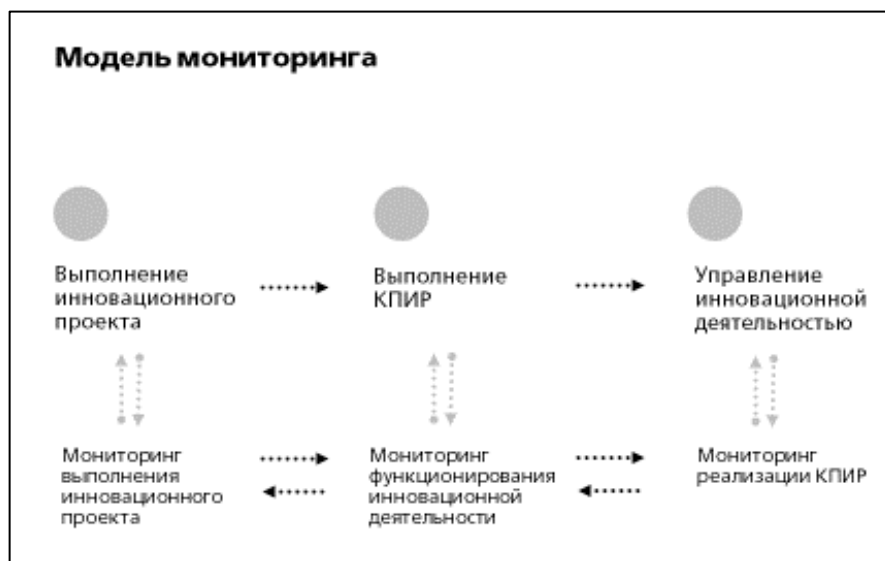 Модель мониторинга
Выполнение
инновационного
проекта
Выполнение
КПИР
Управление
инновационной
деятельностью
Мониторинг
выполнения
инновационного
проекта
Мониторинг
функционирования
инновационной
деятельности
Мониторинг
реализации КПИР